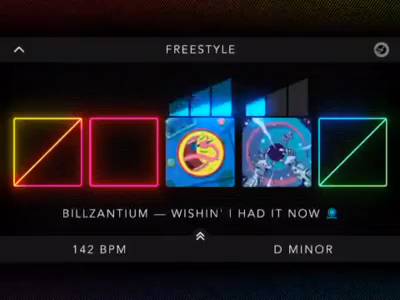 FREESTYLE
BILLZANTIUM — WISHIN' I HAD IT NOW
142 BPM
D MINOR